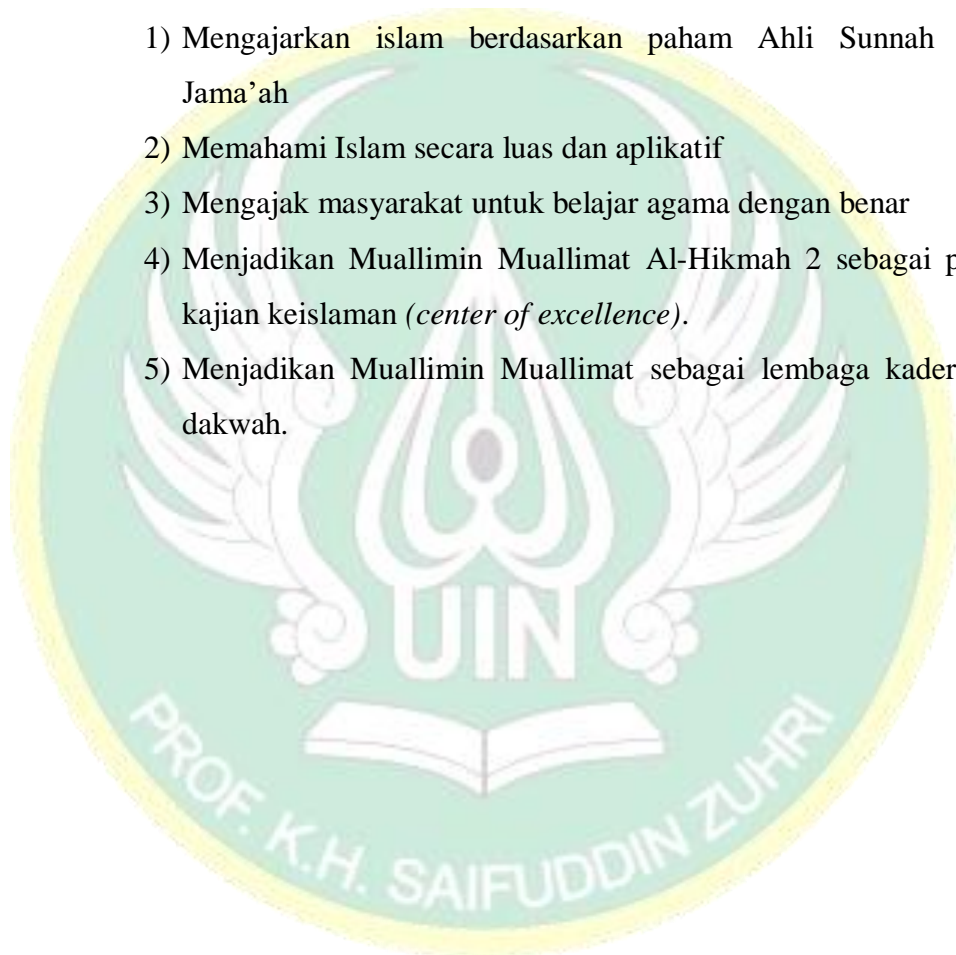 1) Mengajarkan islam berdasarkan paham Ahli Sunnah
Jama’ah
2) Memahami Islam secara luas dan aplikatif
3) Mengajak masyarakat untuk belajar agama dengan benar
4) Menjadikan Muallimin Muallimat Al-Hikmah 2 sebagai p
kajian keislaman (center of excellence).
5) Menjadikan Muallimin Muallimat sebagai lembaga kader
dakwah.
UIN
PROF. K.H. SAIFUDDIN ZUHRI